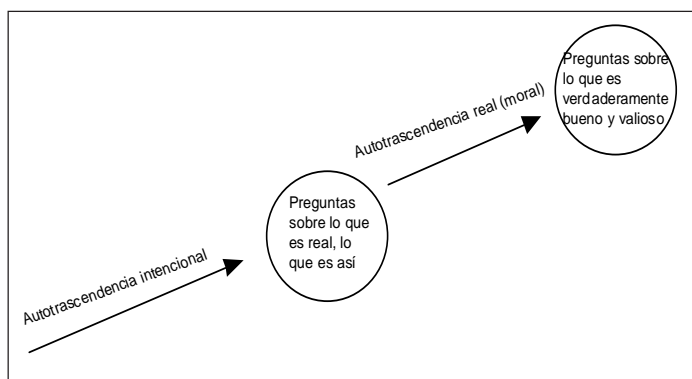 Preguntas sobre
lo que es
verdaderamente
bueno y valioso
Autotrascendencia real (moral)
Preguntas
sobre lo que
es real, lo
que es así
Autotrascendencia intencional